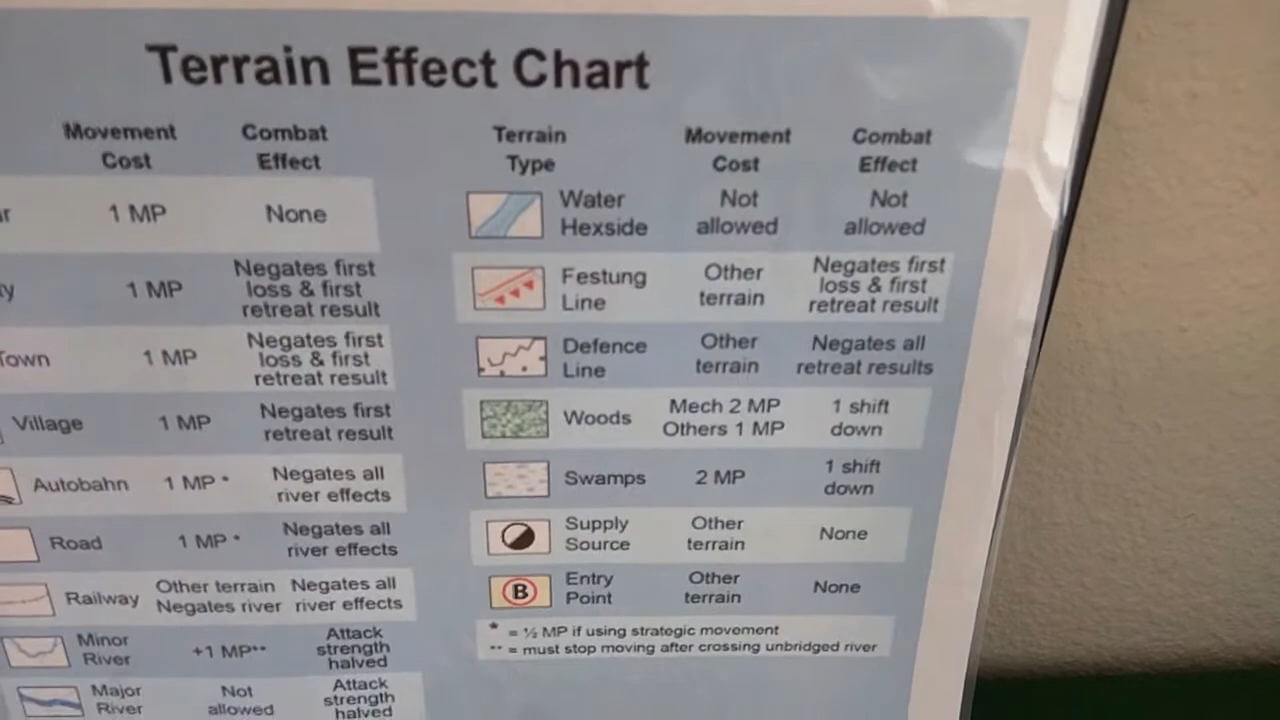 Terrain Effect Chart
Movement Cost
Combat Effect
1 MP
None
1 MP
Negates first
loss & first
retreat result
Town
1 MP
Negates first
loss & first
retreat result
Village
1 MP
Negates first
retreat result
Autobahn
1 MP *
Negates all
river effects
Road
1 MP *
Negates all
river effects
Railway
Other terrain
Negates river
Negates all
river effects
Minor
River
+1 MP**
Attack
strength
halved
Major
River
Not
allowed
Attack
strength
halved
Terrain
Type
Movement
Cost
Combat
Effect
Water
Hexside
Not
allowed
Not
allowed
Festung
Line
Other
terrain
Negates first
loss & first
retreat result
Defence
Line
Other
terrain
Negates all
retreat results
Woods
Mech 2 MP
Others 1 MP
1 shift
down
Swamps
2 MP
1 shift
down
Supply
Source
Other
terrain
None
B
Entry
Point
Other
terrain
None
* = ½ MP if using strategic movement
** = must stop moving after crossing unbridged river